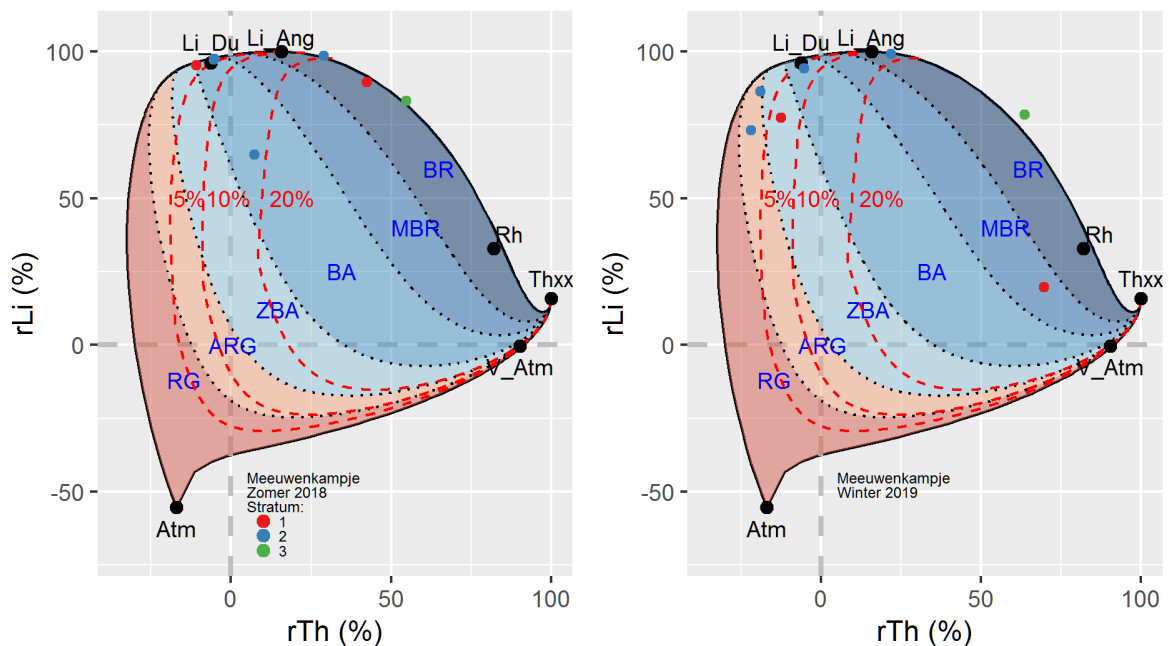 Li_Du Li_Ang
100
BR
50
5% 10% 20%
MBR
Rh
BA
Thxx
ZBA
0
ARG
V_Atm
RG
-50
Atm
Meeuwenkampje
Zomer 2018
Stratum:
1
2
3
0 50 100
rTh (%)
rLi (%)
Li_Du Li_Ang
100
BR
50
5% 10% 20%
MBR
Rh
BA
Thxx
ZBA
0
ARG
V_Atm
RG
-50
Atm
Meeuwenkampje
Winter 2019
0 50 100
rTh (%)
rLi (%)